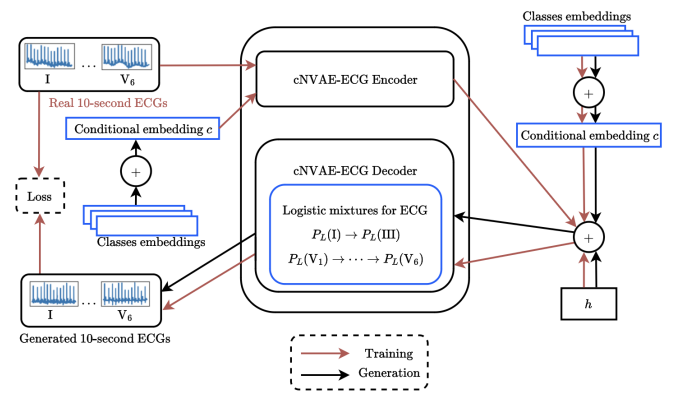 Classes embeddings
I ... V₆
Real 10-second ECGs
cNVAE-ECG Encoder
+
Conditional embedding c
Conditional embedding c
+
Loss
Classes embeddings
cNVAE-ECG Decoder
Logistic mixtures for ECG
P_L(I) → P_L(III)
P_L(V₁) → ⋯ → P_L(V₆)
+
h
I ... V₆
Generated 10-second ECGs
Training
Generation